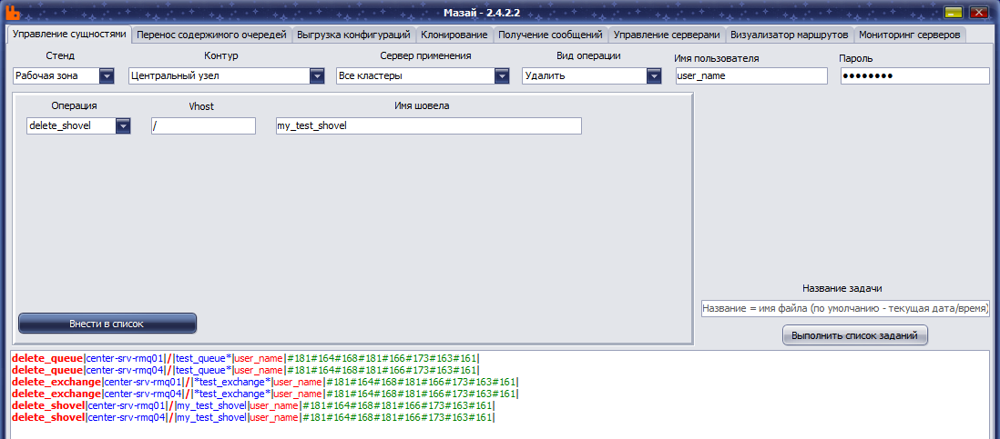 Мазай - 2.4.2.2
Управление сущностями Перенос содержимого очередей Выгрузка конфигураций Клонирование Получение сообщений Управление серверами Визуализатор маршрутов Мониторинг серверов
Стенд Контур Сервер применения Вид операции Имя пользователя Пароль
Рабочая зона Центральный узел Все кластеры Удалить user_name ●●●●●●●●
Операция Vhost Имя шовела
delete_shovel / my_test_shovel
Название задачи
Название = имя файла (по умолчанию - текущая дата/время)
Внести в список
Выполнить список заданий
delete_queue|center-srv-rmq01|/|test_queue*|user_name|#181#164#168#181#166#173#163#161|
delete_queue|center-srv-rmq04|/|test_queue*|user_name|#181#164#168#181#166#173#163#161|
delete_exchange|center-srv-rmq01|/|*test_exchange*|user_name|#181#164#168#181#166#173#163#161|
delete_exchange|center-srv-rmq04|/|*test_exchange*|user_name|#181#164#168#181#166#173#163#161|
delete_shovel|center-srv-rmq01|/|my_test_shovel|user_name|#181#164#168#181#166#173#163#161|
delete_shovel|center-srv-rmq04|/|my_test_shovel|user_name|#181#164#168#181#166#173#163#161|